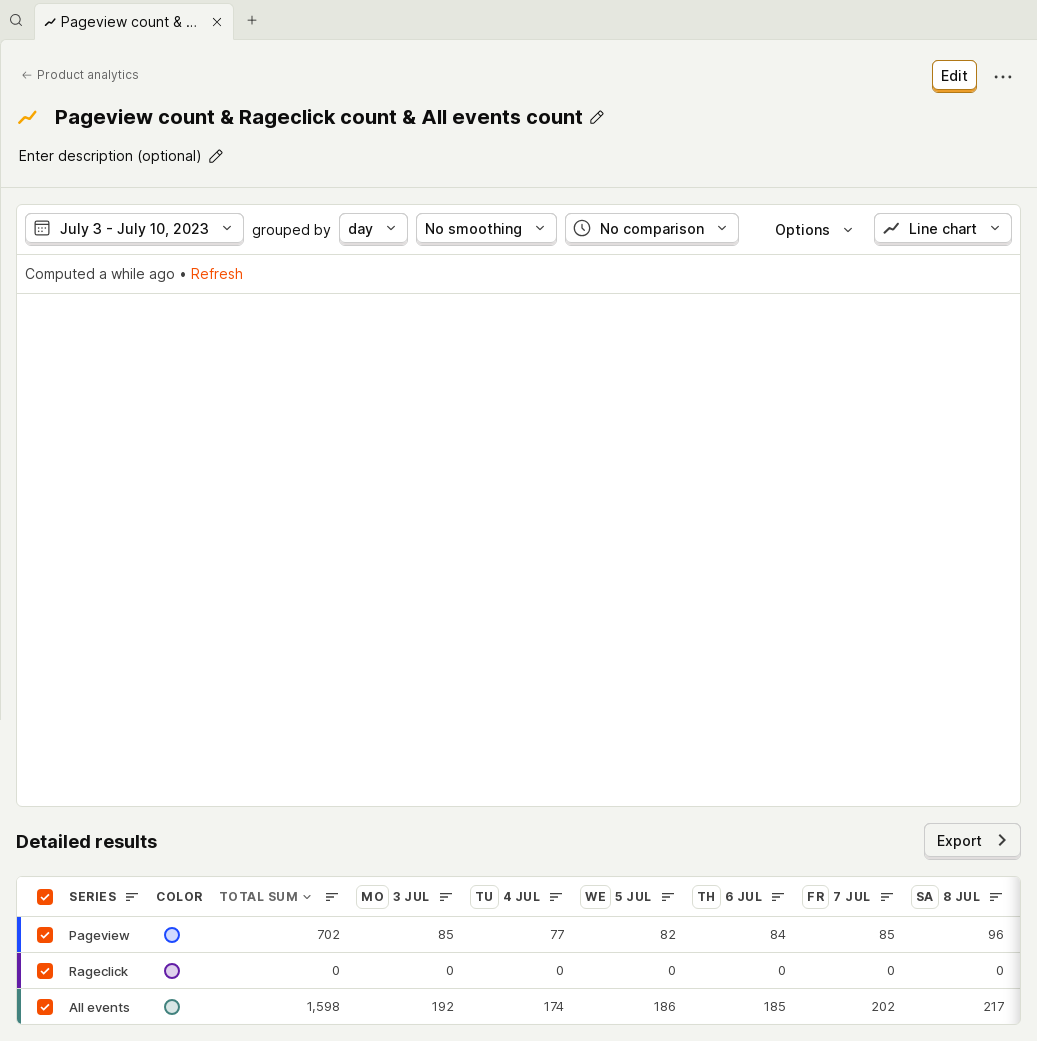 Pageview count & ...
Product analytics
Edit
Pageview count & Rageclick count & All events count
Enter description (optional)
July 3 - July 10, 2023 grouped by day No smoothing No comparison Options Line chart
Computed a while ago • Refresh
Detailed results
Export
SERIES COLOR TOTAL SUM MO 3 JUL TU 4 JUL WE 5 JUL TH 6 JUL FR 7 JUL SA 8 JUL
Pageview 702 85 77 82 84 85 96
Rageclick 0 0 0 0 0 0 0
All events 1,598 192 174 186 185 202 217